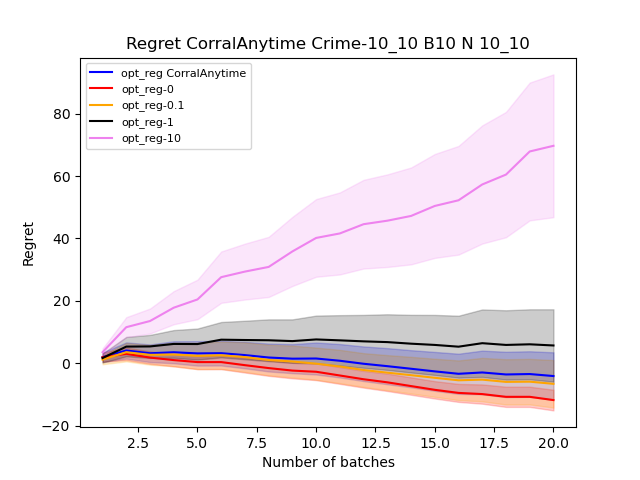 Regret CorralAnytime Crime-10_10 B10 N 10_10
opt_reg CorralAnytime
opt_reg-0
opt_reg-0.1
opt_reg-1
opt_reg-10
Regret
80
60
40
20
0
−20
2.5 5.0 7.5 10.0 12.5 15.0 17.5 20.0
Number of batches